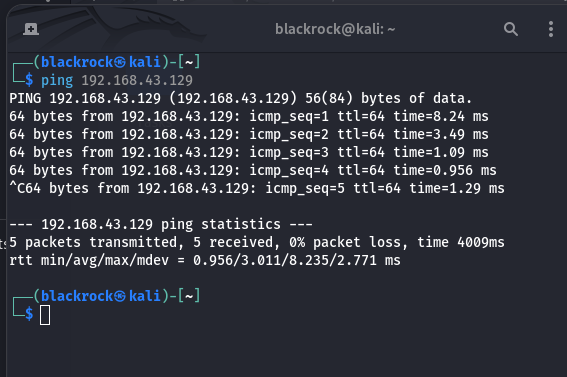 blackrock@kali: ~
┌──(blackrock㉿kali)-[~]
└─$ ping 192.168.43.129
PING 192.168.43.129 (192.168.43.129) 56(84) bytes of data.
64 bytes from 192.168.43.129: icmp_seq=1 ttl=64 time=8.24 ms
64 bytes from 192.168.43.129: icmp_seq=2 ttl=64 time=3.49 ms
64 bytes from 192.168.43.129: icmp_seq=3 ttl=64 time=1.09 ms
64 bytes from 192.168.43.129: icmp_seq=4 ttl=64 time=0.956 ms
^C64 bytes from 192.168.43.129: icmp_seq=5 ttl=64 time=1.29 ms
--- 192.168.43.129 ping statistics ---
5 packets transmitted, 5 received, 0% packet loss, time 4009ms
rtt min/avg/max/mdev = 0.956/3.011/8.235/2.771 ms
┌──(blackrock㉿kali)-[~]
└─$